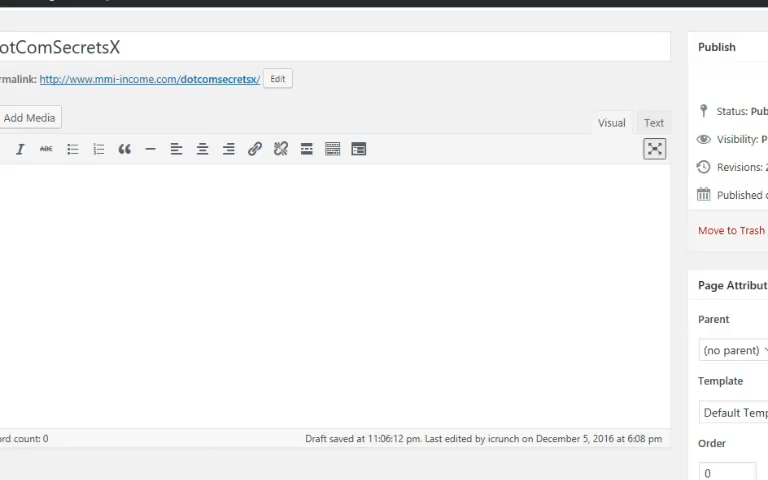 otComSecretsX
rmalink: http://www.mmi-income.com/dotcomsecretsx/ Edit
Add Media
Visual Text
I ABC
ord count: 0
Draft saved at 11:06:12 pm. Last edited by icrunch on December 5, 2016 at 6:08 pm
Publish
Status: Pub
Visibility: P
Revisions: 2
Published o
Move to Trash
Page Attribut
Parent
(no parent)
Template
Default Temp
Order
0